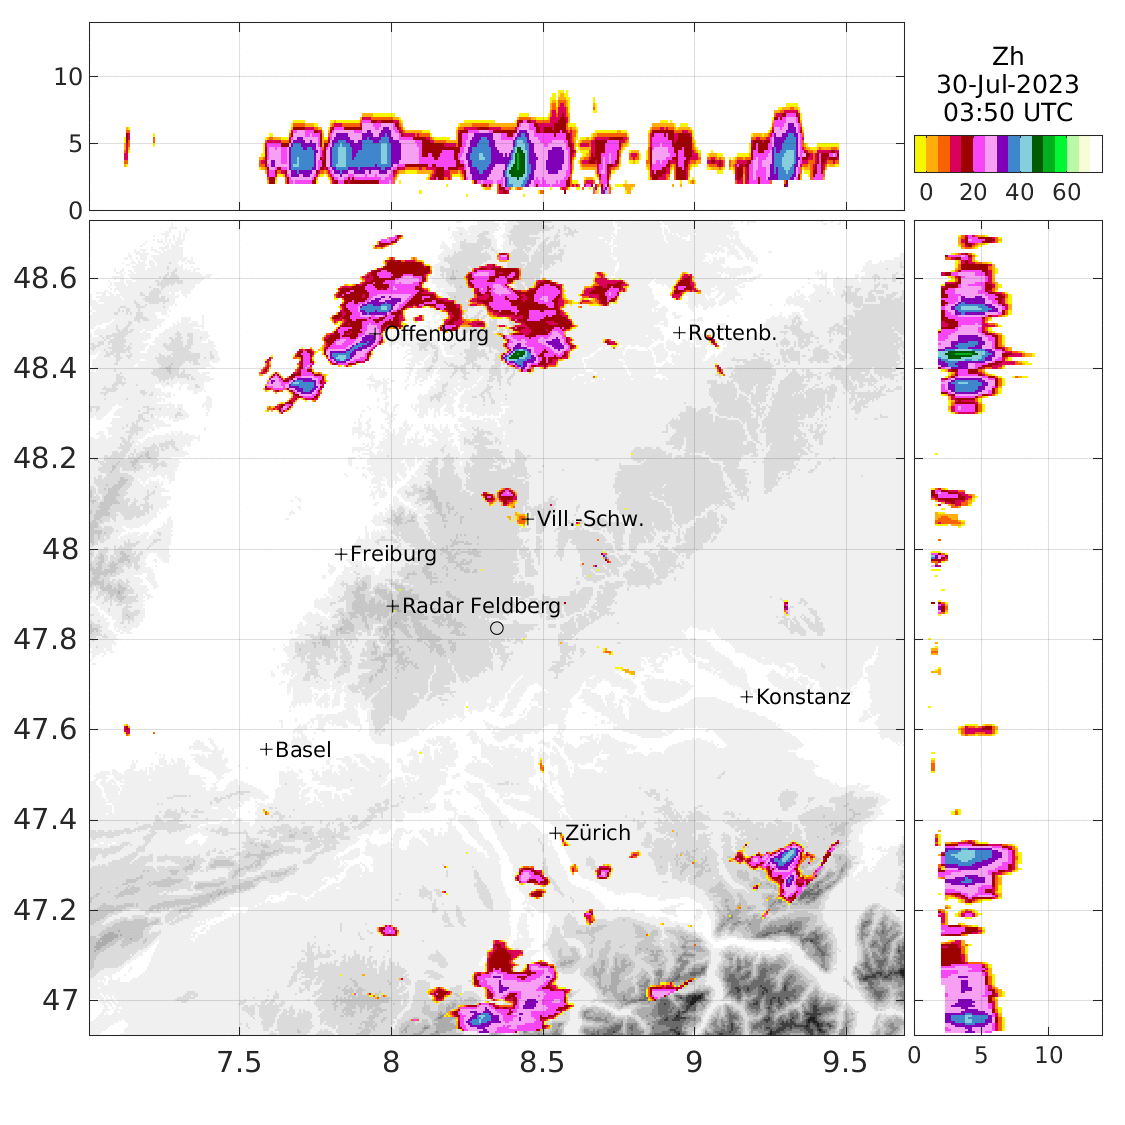 10
5
0
Zh
30-Jul-2023
03:50 UTC
0 20 40 60
48.6
48.4
48.2
48
47.8
47.6
47.4
47.2
47
Offenburg
Rottenb.
Vill.-Schw.
Freiburg
Radar Feldberg
Konstanz
Basel
Zürich
7.5 8 8.5 9 9.5
0 5 10